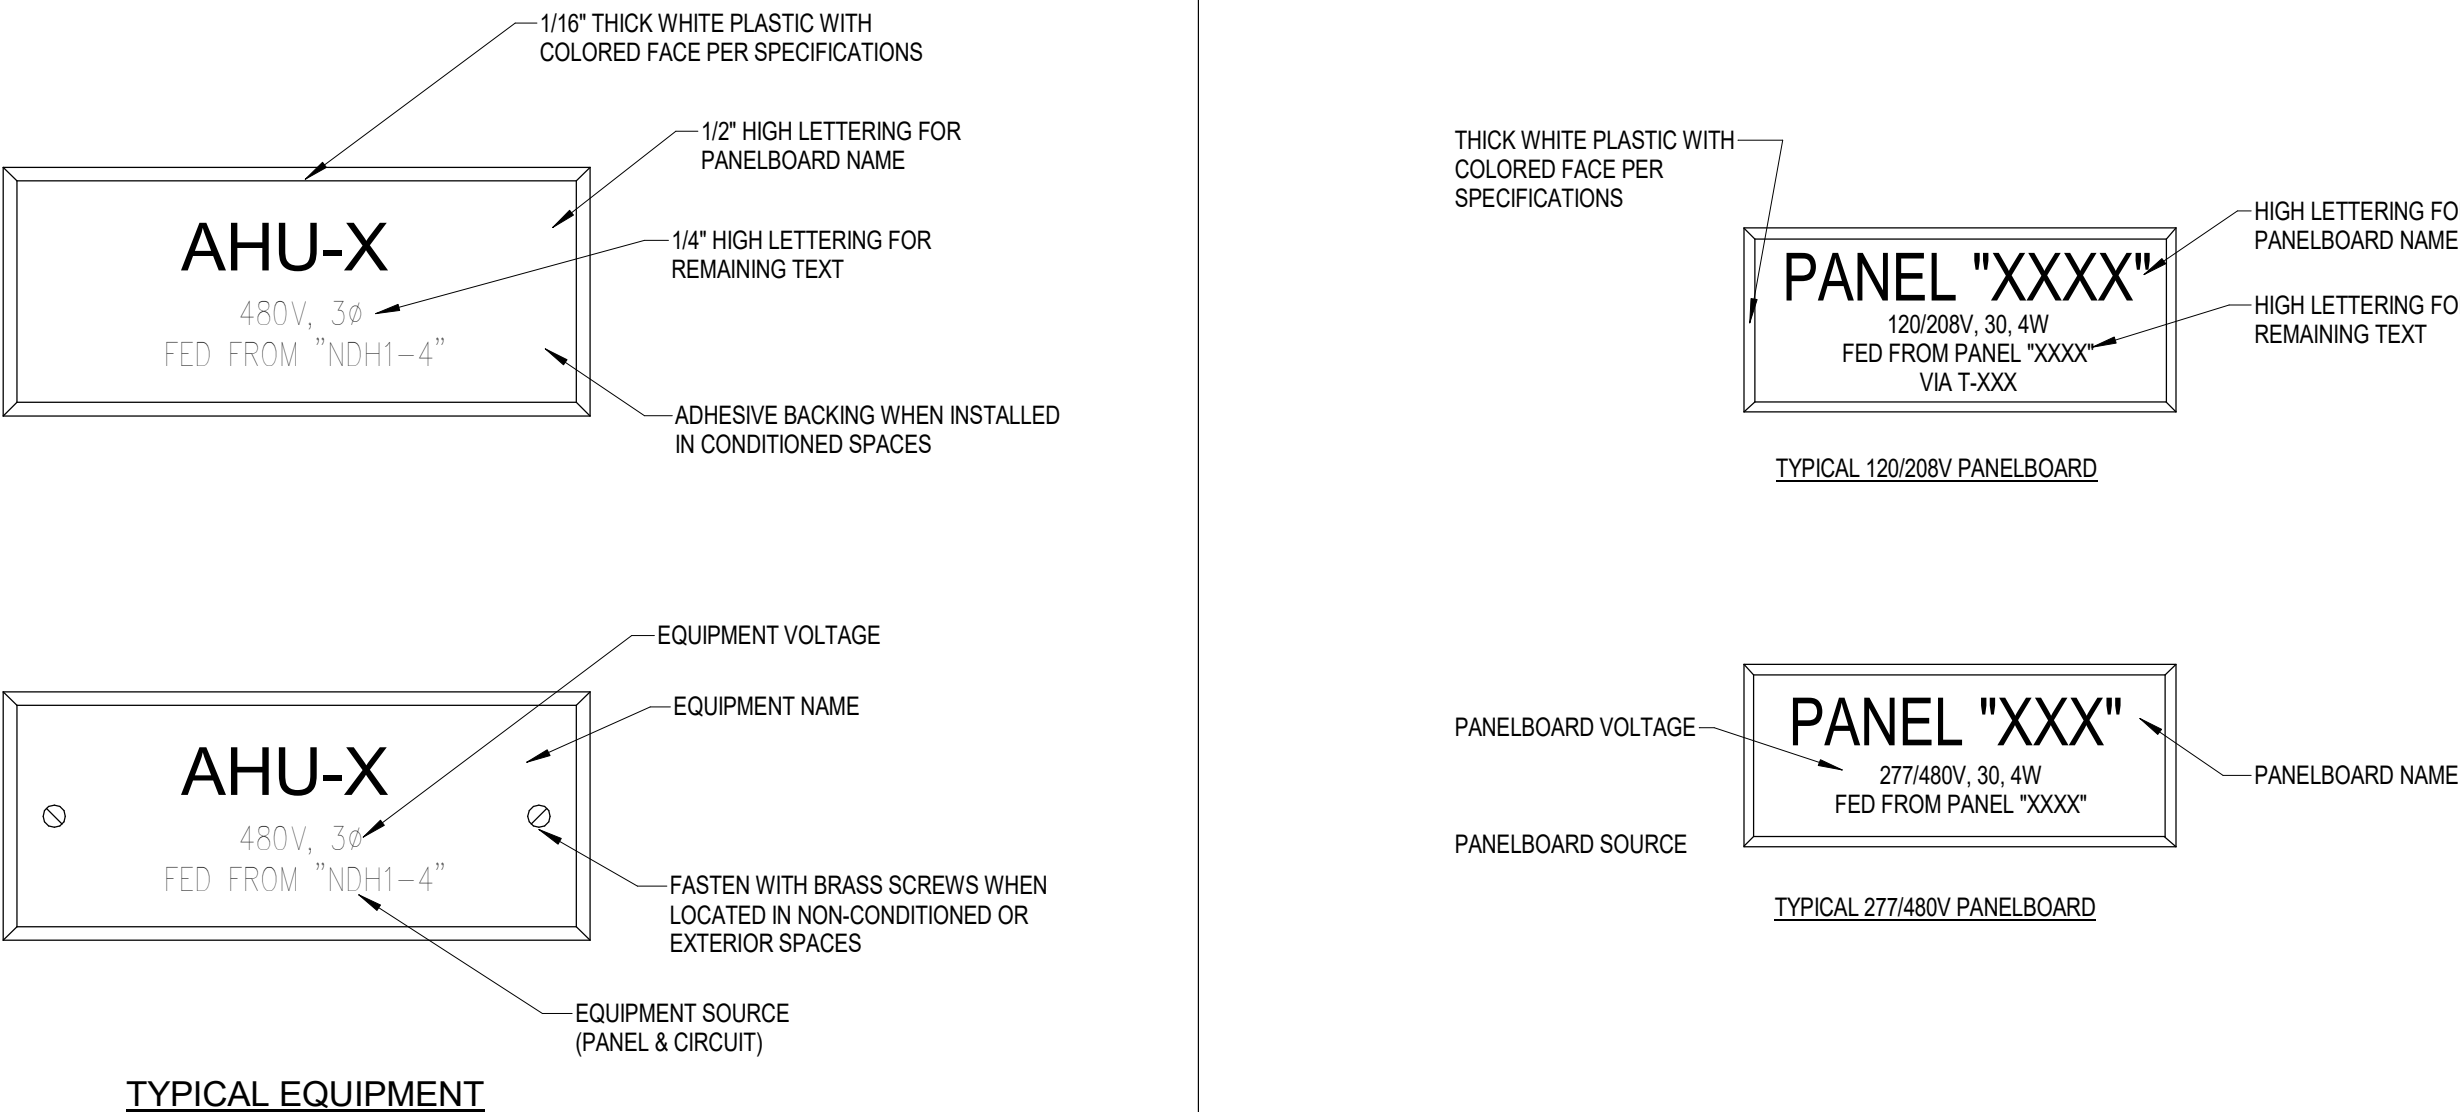 1/16" THICK WHITE PLASTIC WITH
COLORED FACE PER SPECIFICATIONS
1/2" HIGH LETTERING FOR
PANELBOARD NAME
AHU-X
1/4" HIGH LETTERING FOR
REMAINING TEXT
480V, 3ø
FED FROM "NDH1-4"
ADHESIVE BACKING WHEN INSTALLED
IN CONDITIONED SPACES
EQUIPMENT VOLTAGE
EQUIPMENT NAME
AHU-X
480V, 3ø
FED FROM "NDH1-4"
FASTEN WITH BRASS SCREWS WHEN
LOCATED IN NON-CONDITIONED OR
EXTERIOR SPACES
EQUIPMENT SOURCE
(PANEL & CIRCUIT)
TYPICAL EQUIPMENT
THICK WHITE PLASTIC WITH
COLORED FACE PER
SPECIFICATIONS
HIGH LETTERING FO
PANELBOARD NAME
PANEL "XXXX"
120/208V, 30, 4W
FED FROM PANEL "XXXX"
VIA T-XXX
HIGH LETTERING FO
REMAINING TEXT
TYPICAL 120/208V PANELBOARD
PANELBOARD VOLTAGE
PANEL "XXX"
277/480V, 30, 4W
FED FROM PANEL "XXXX"
PANELBOARD NAME
PANELBOARD SOURCE
TYPICAL 277/480V PANELBOARD